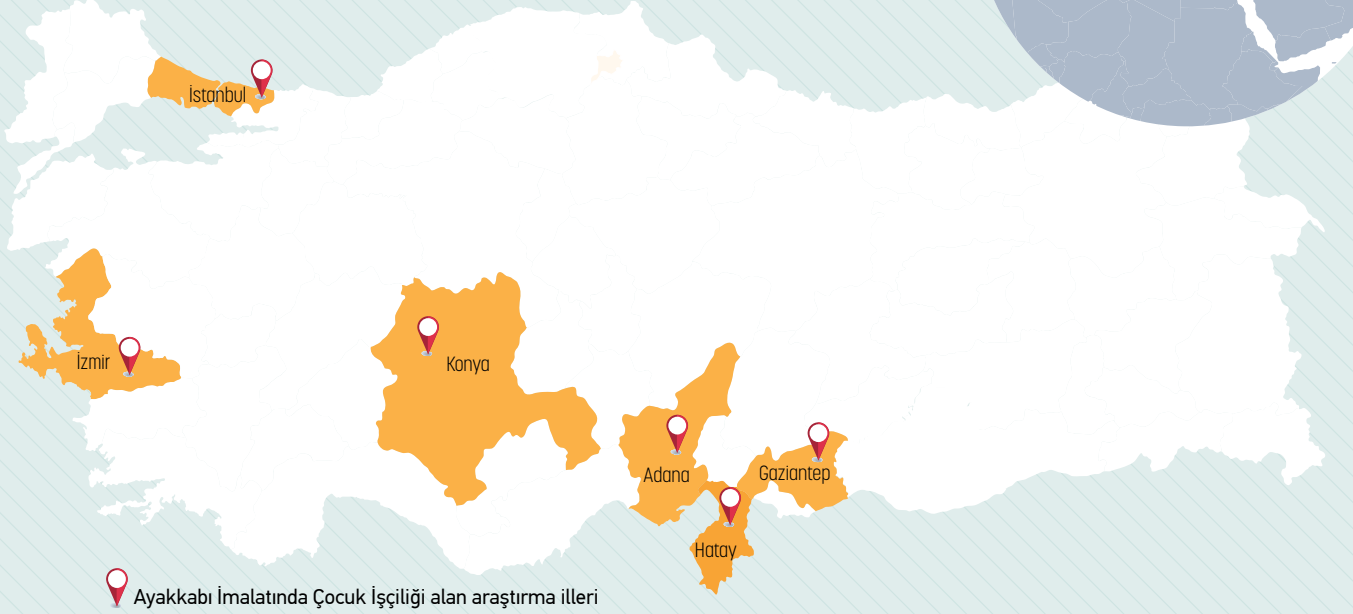 İstanbul
İzmir
Konya
Adana
Gaziantep
Hatay
Ayakkabı İmalatında Çocuk İşçiliği alan araştırma illeri